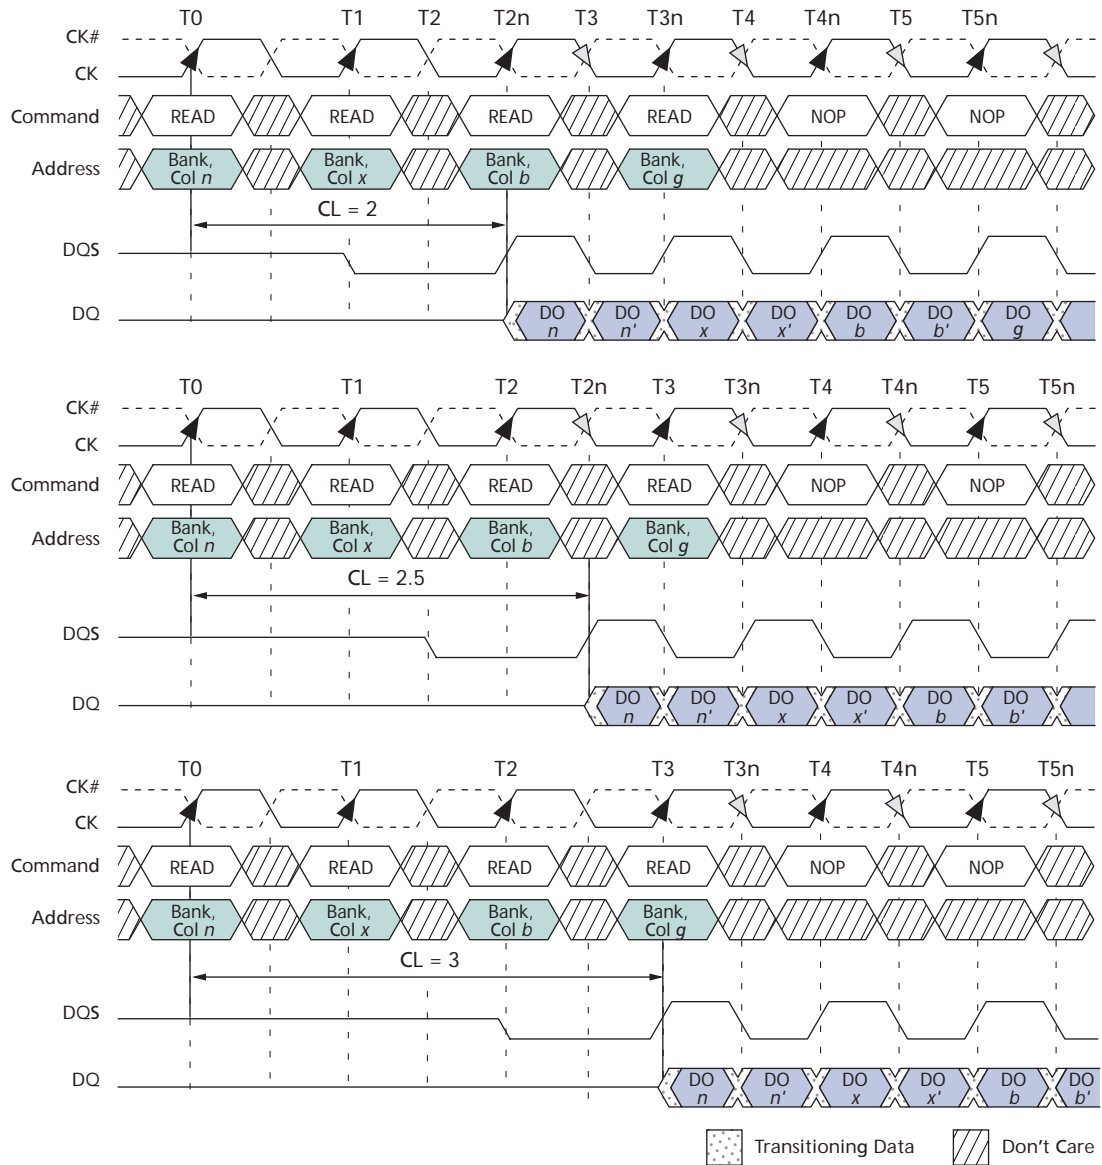 T0 T1 T2 T2n T3 T3n T4 T4n T5 T5n
CK#
CK
Command READ READ READ READ NOP NOP
Address Bank, Bank, Bank, Bank,
Col n Col x Col b Col g
CL = 2
DQS
DQ DO DO DO DO DO DO DO
n n' x x' b b' g
T0 T1 T2 T2n T3 T3n T4 T4n T5 T5n
CK#
CK
Command READ READ READ READ NOP NOP
Address Bank, Bank, Bank, Bank,
Col n Col x Col b Col g
CL = 2.5
DQS
DQ DO DO DO DO DO DO
n n' x x' b b'
T0 T1 T2 T3 T3n T4 T4n T5 T5n
CK#
CK
Command READ READ READ READ NOP NOP
Address Bank, Bank, Bank, Bank,
Col n Col x Col b Col g
CL = 3
DQS
DQ DO DO DO DO DO DO
n n' x x' b b'
Transitioning Data Don't Care